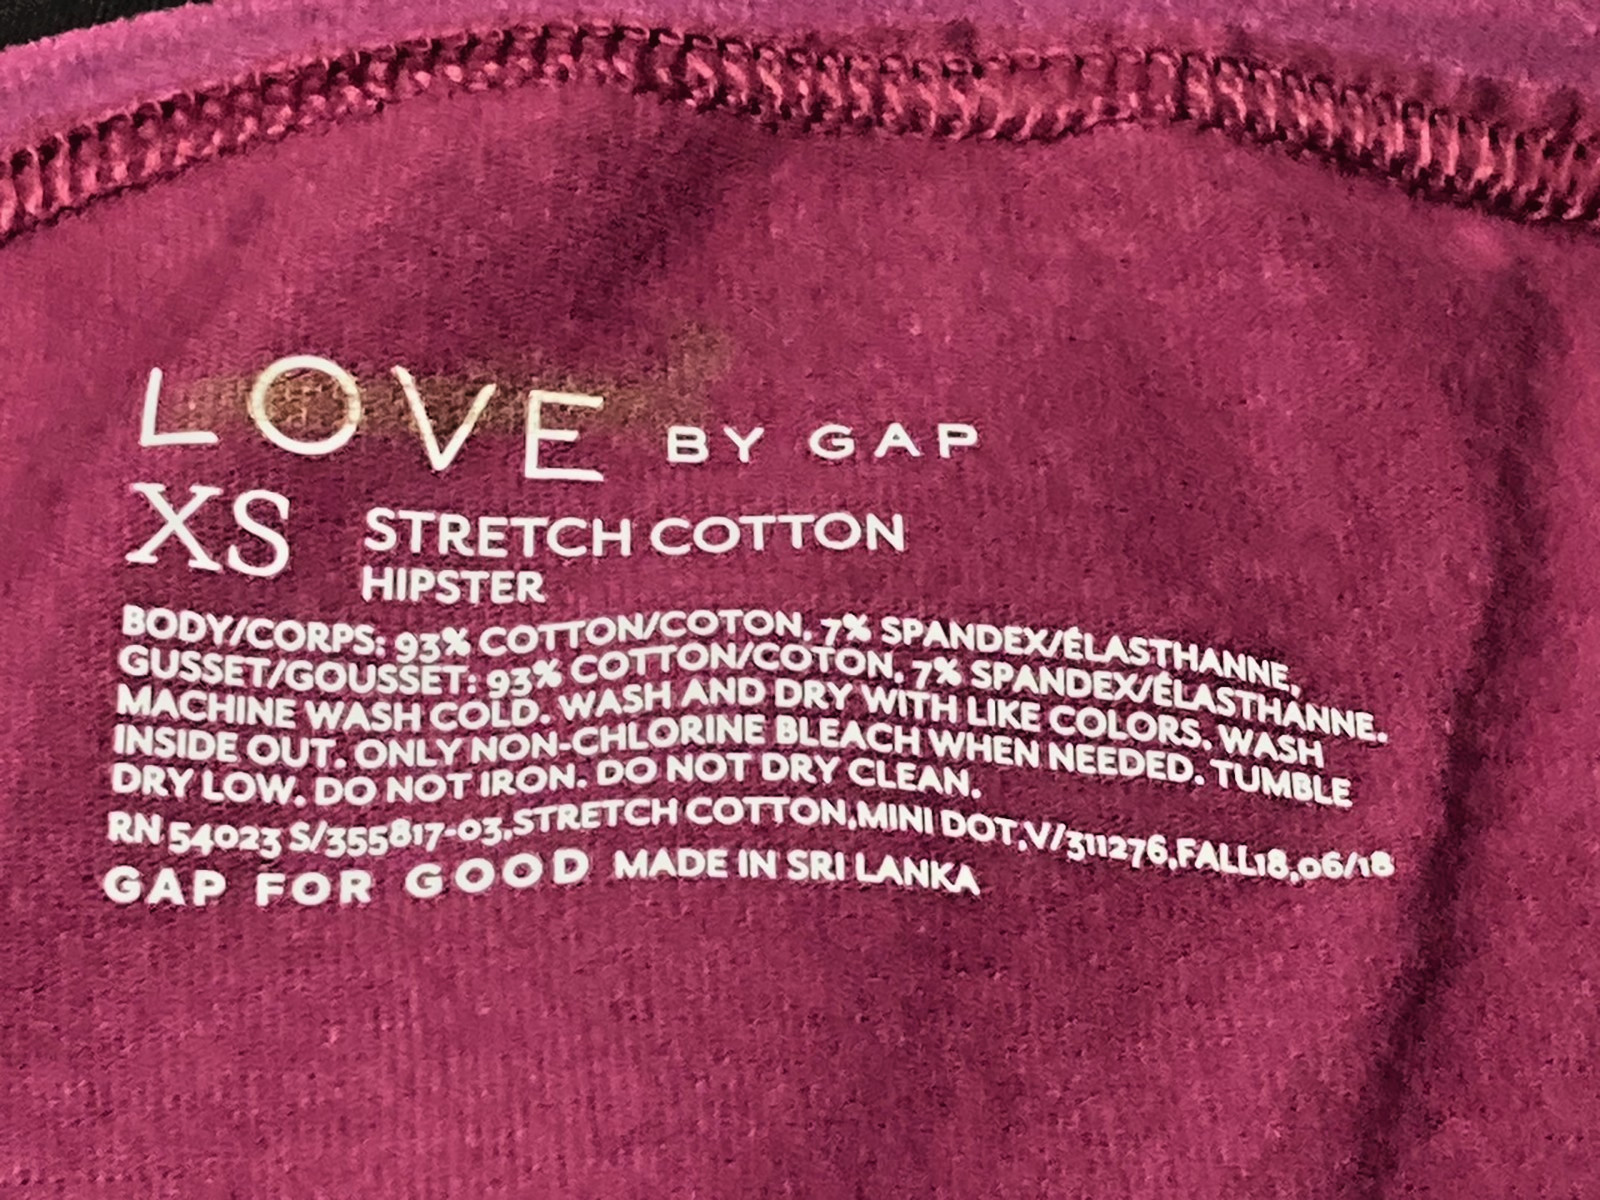 LOVE BY GAP
XS STRETCH COTTON
HIPSTER
BODY/CORPS: 93% COTTON/COTON, 7% SPANDEX/ÉLASTHANNE,
GUSSET/GOUSSET: 93% COTTON/COTON, 7% SPANDEX/ÉLASTHANNE.
MACHINE WASH COLD. WASH AND DRY WITH LIKE COLORS. WASH
INSIDE OUT. ONLY NON-CHLORINE BLEACH WHEN NEEDED. TUMBLE
DRY LOW. DO NOT IRON. DO NOT DRY CLEAN.
RN 54023 S/355817-03,STRETCH COTTON,MINI DOT,V/311276,FALL18,06/18
GAP FOR GOOD MADE IN SRI LANKA